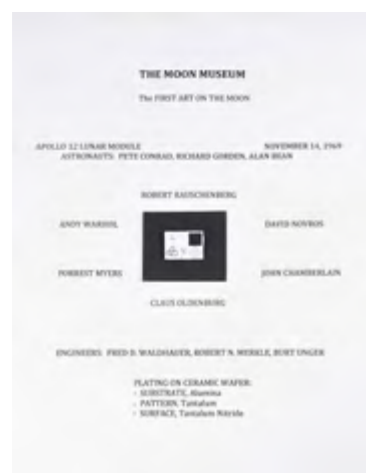 THE MOON MUSEUM
The FIRST ART ON THE MOON
APOLLO 12 LUNAR MODULE NOVEMBER 14, 1969
ASTRONAUTS: PETE CONRAD, RICHARD GORDON, ALAN BEAN
ROBERT RAUSCHENBERG
ANDY WARHOL DAVID NOVROS
FORREST MYERS JOHN CHAMBERLAIN
CLAUS OLDENBURG
ENGINEERS: FRED D. WALDHAUER, ROBERT N. MERKLE, BURT UNGER
PLATING ON CERAMIC WAFER:
- SUBSTRATE, Alumina
- PATTERN, Tantalum
- SURFACE, Tantalum Nitride